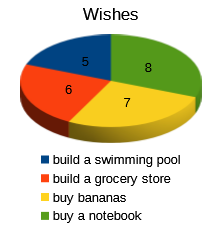 Wishes
5
8
6
7
build a swimming pool
build a grocery store
buy bananas
buy a notebook